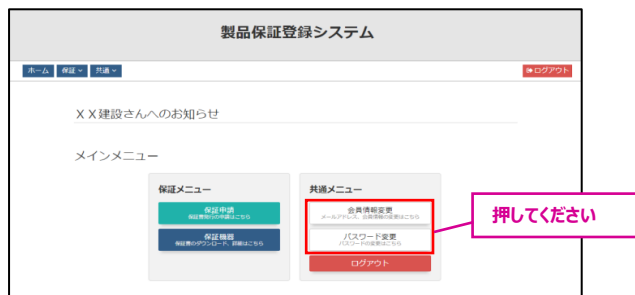 製品保証登録システム
ホーム 保証 共通 ログアウト
XX建設さんへのお知らせ
メインメニュー
保証メニュー
保証申請
保証書発行の申請はこちら
保証機器
保証書のダウンロード、詳細はこちら
共通メニュー
会員情報変更
メールアドレス、会員情報の変更はこちら
パスワード変更
パスワードの変更はこちら
ログアウト
押してください